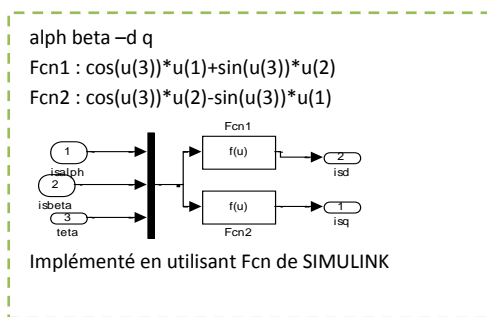 alph beta –d q
Fcn1 : cos(u(3))*u(1)+sin(u(3))*u(2)
Fcn2 : cos(u(3))*u(2)-sin(u(3))*u(1)
Fcn1
1
f(u)
2
isalph
isd
2
isbeta
f(u)
1
3
isq
teta
Fcn2
Implémenté en utilisant Fcn de SIMULINK